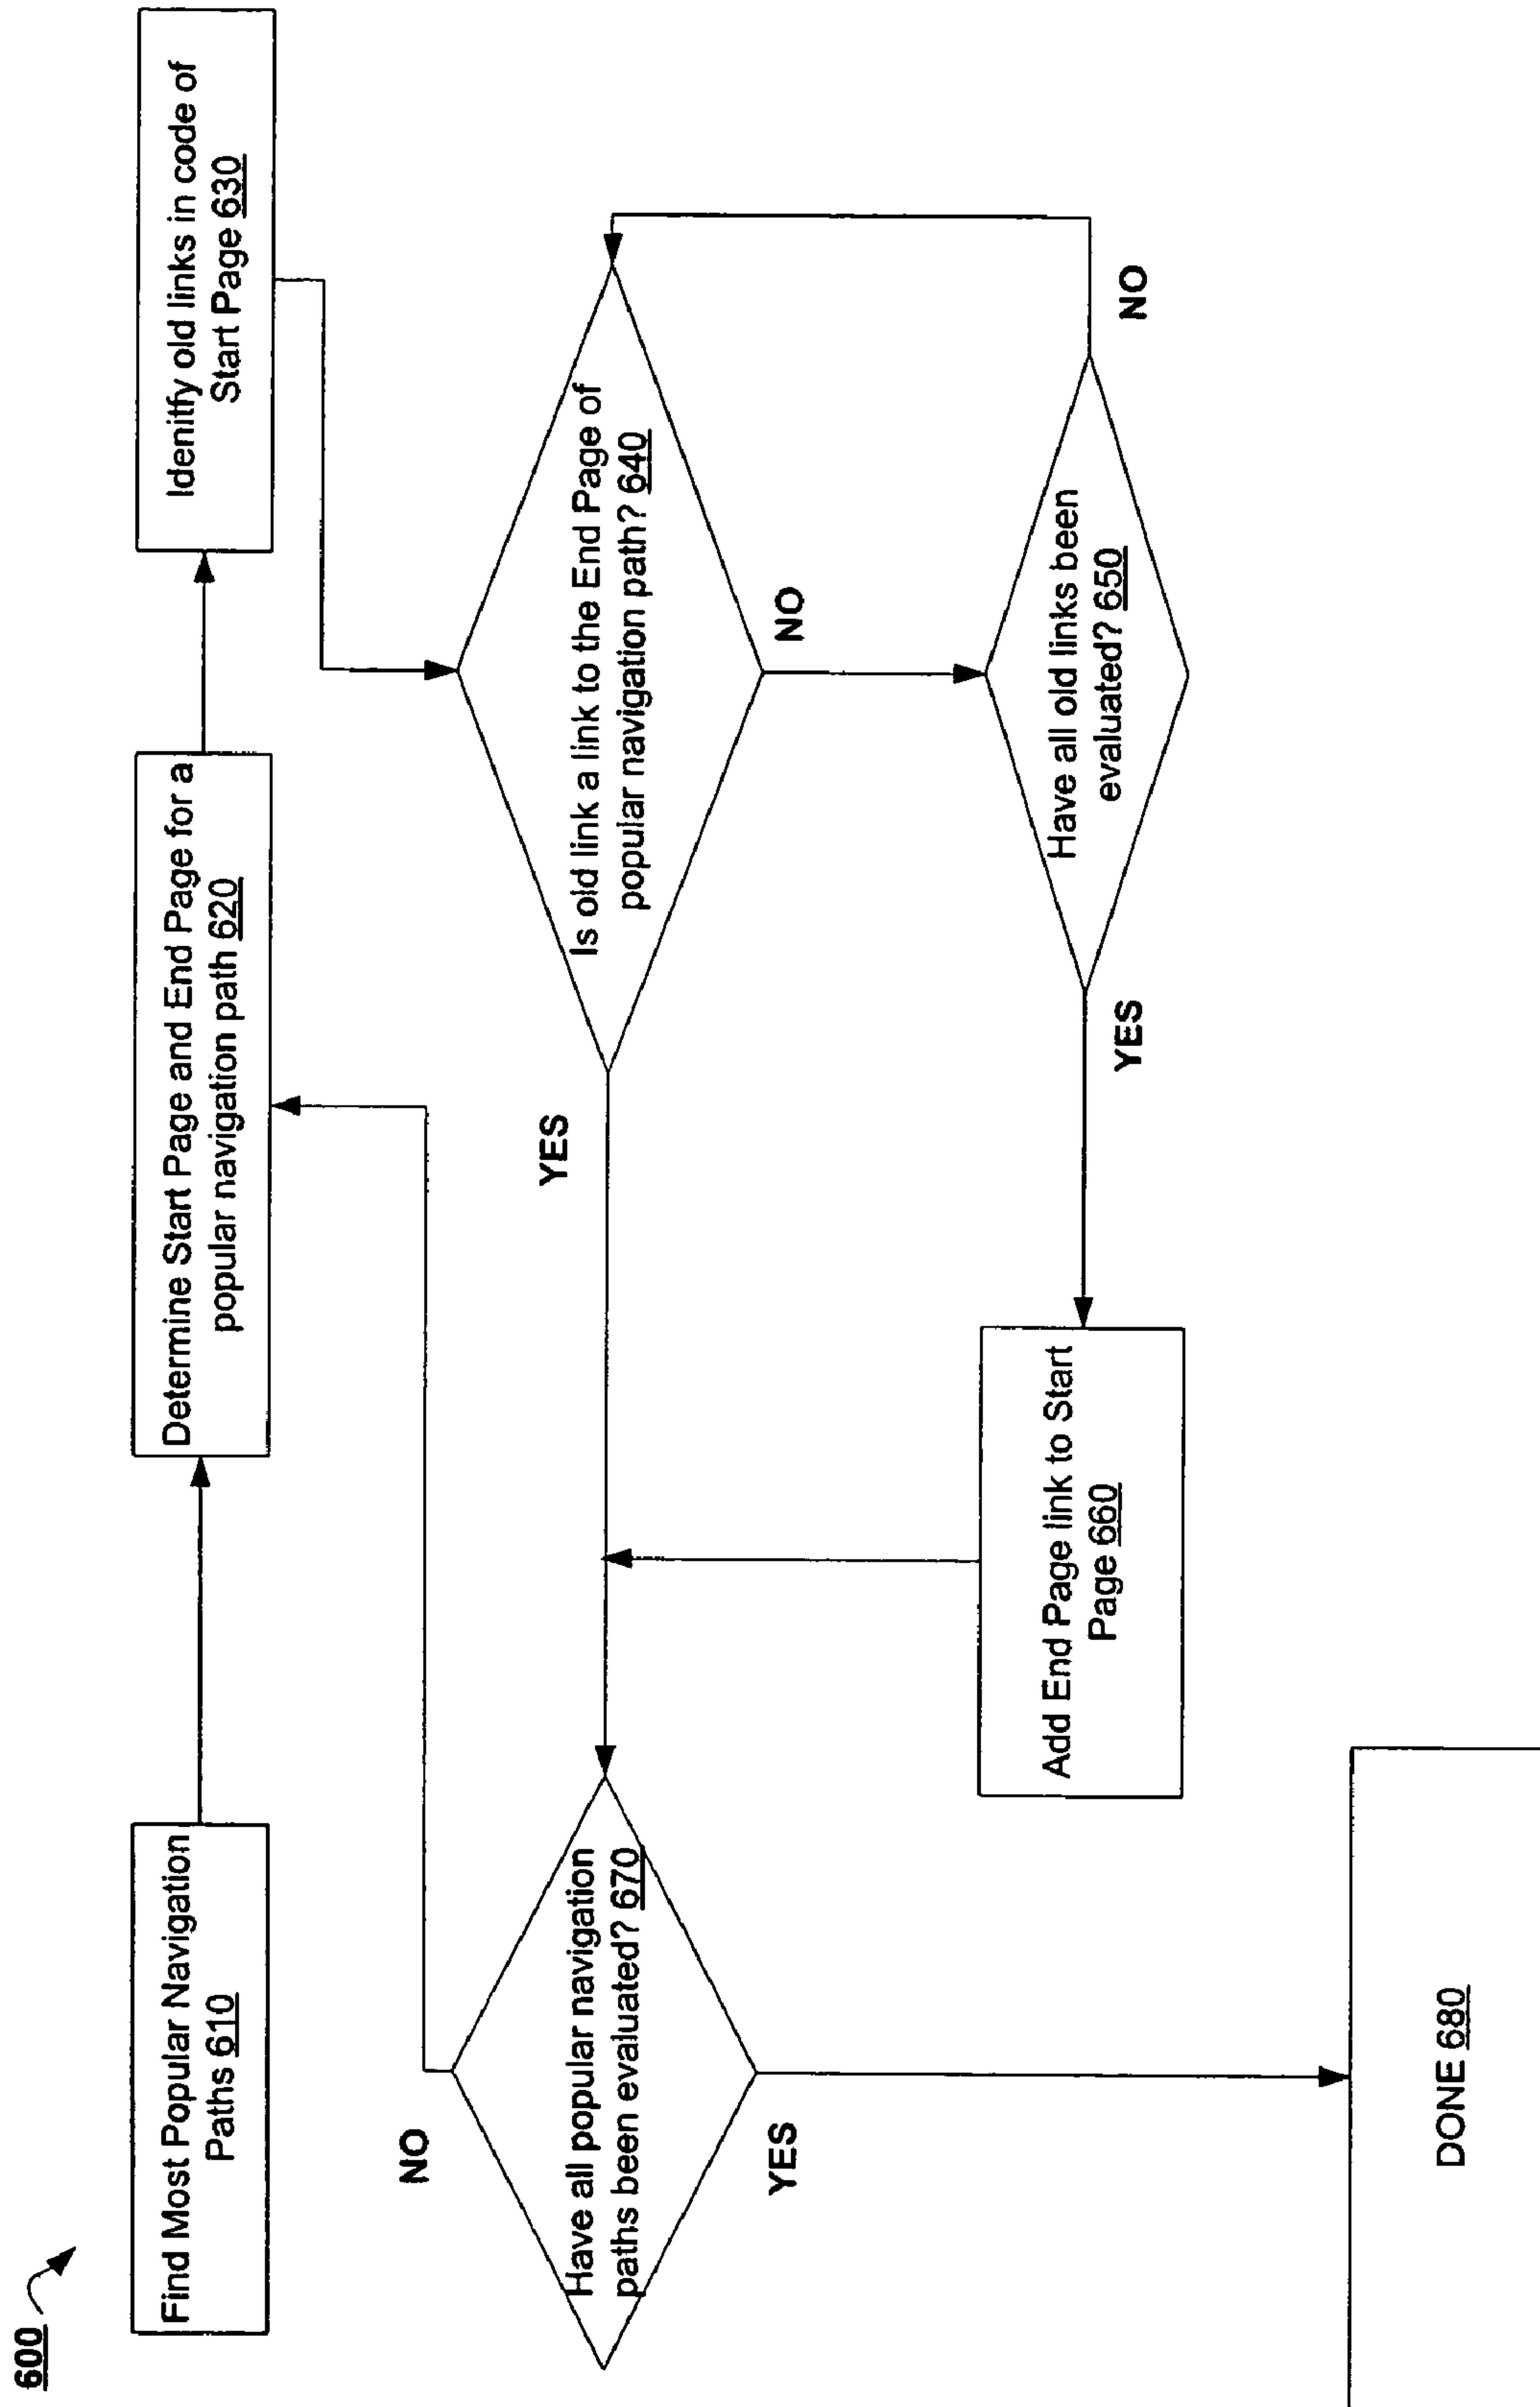 600
Find Most Popular Navigation
Paths 610
Determine Start Page and End Page for a
popular navigation path 620
Idenitfy old links in code of
Start Page 630
NO
Have all popular navigation
paths been evaluated? 670
YES
YES
Is old link a link to the End Page of
popular navigation path? 640
NO
Add End Page link to Start
Page 660
YES
Have all old links been
evaluated? 650
NO
DONE 680